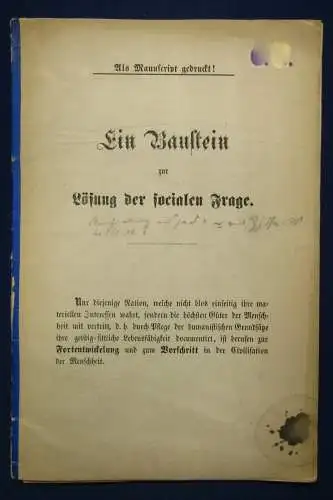 Als Manuscript gedruckt!
Ein Baustein
zur
Lösung der socialen Frage.
Nur diejenige Nation, welche nicht blos einseitig ihre ma-
teriellen Interessen wahrt, sondern die höchsten Güter der Mensch-
heit mit vertritt, d. h. durch Pflege der humanistischen Grundsätze
ihre geistig-sittliche Lebensfähigkeit documentirt, ist berufen zur
Fortentwickelung und zum Vorschritt in der Civilisation
der Menschheit.